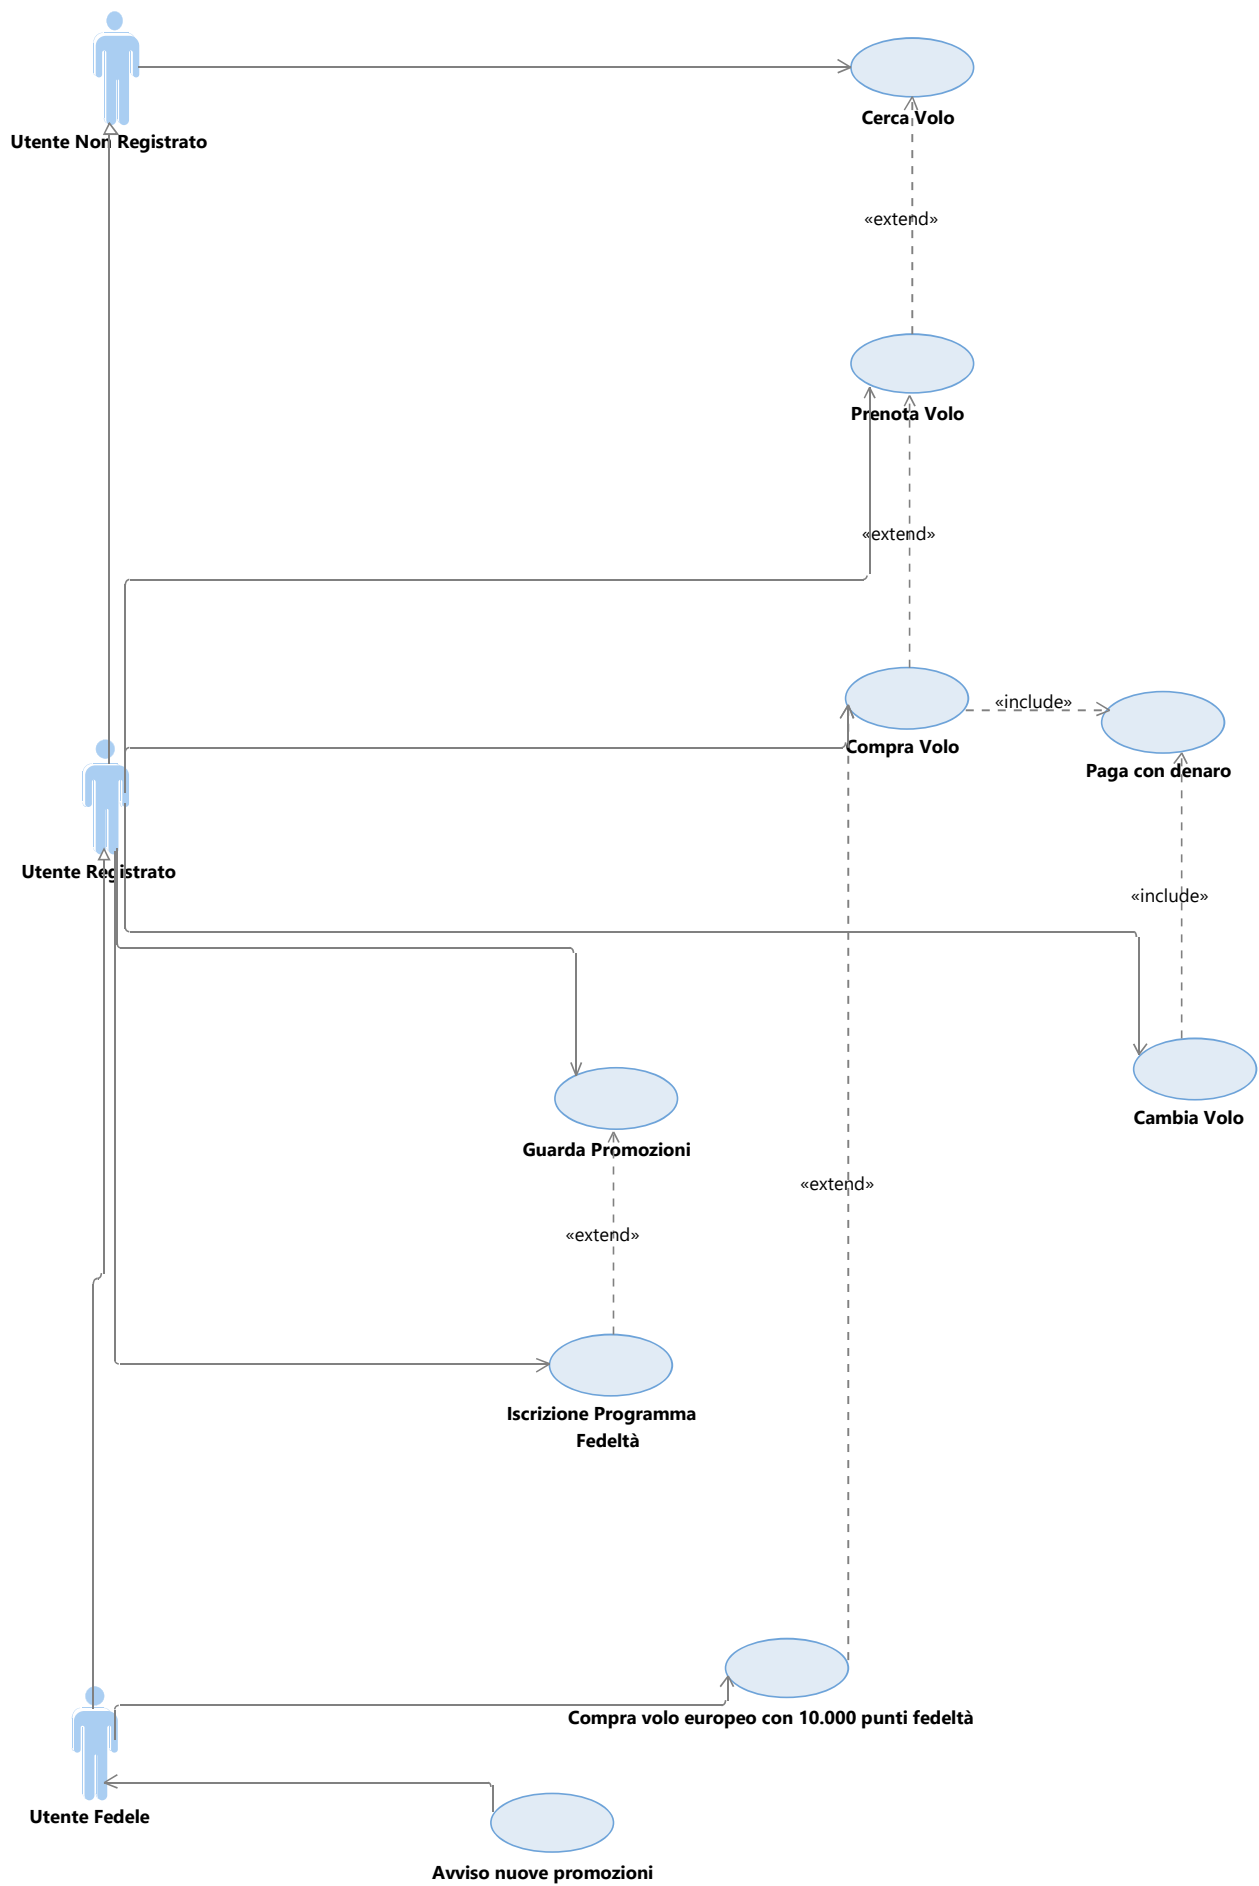 Utente Non Registrato
Cerca Volo
«extend»
Prenota Volo
«extend»
«include»
Compra Volo
Paga con denaro
Utente Registrato
«include»
Cambia Volo
Guarda Promozioni
«extend»
«extend»
Iscrizione Programma
Fedeltà
Compra volo europeo con 10.000 punti fedeltà
Utente Fedele
Avviso nuove promozioni